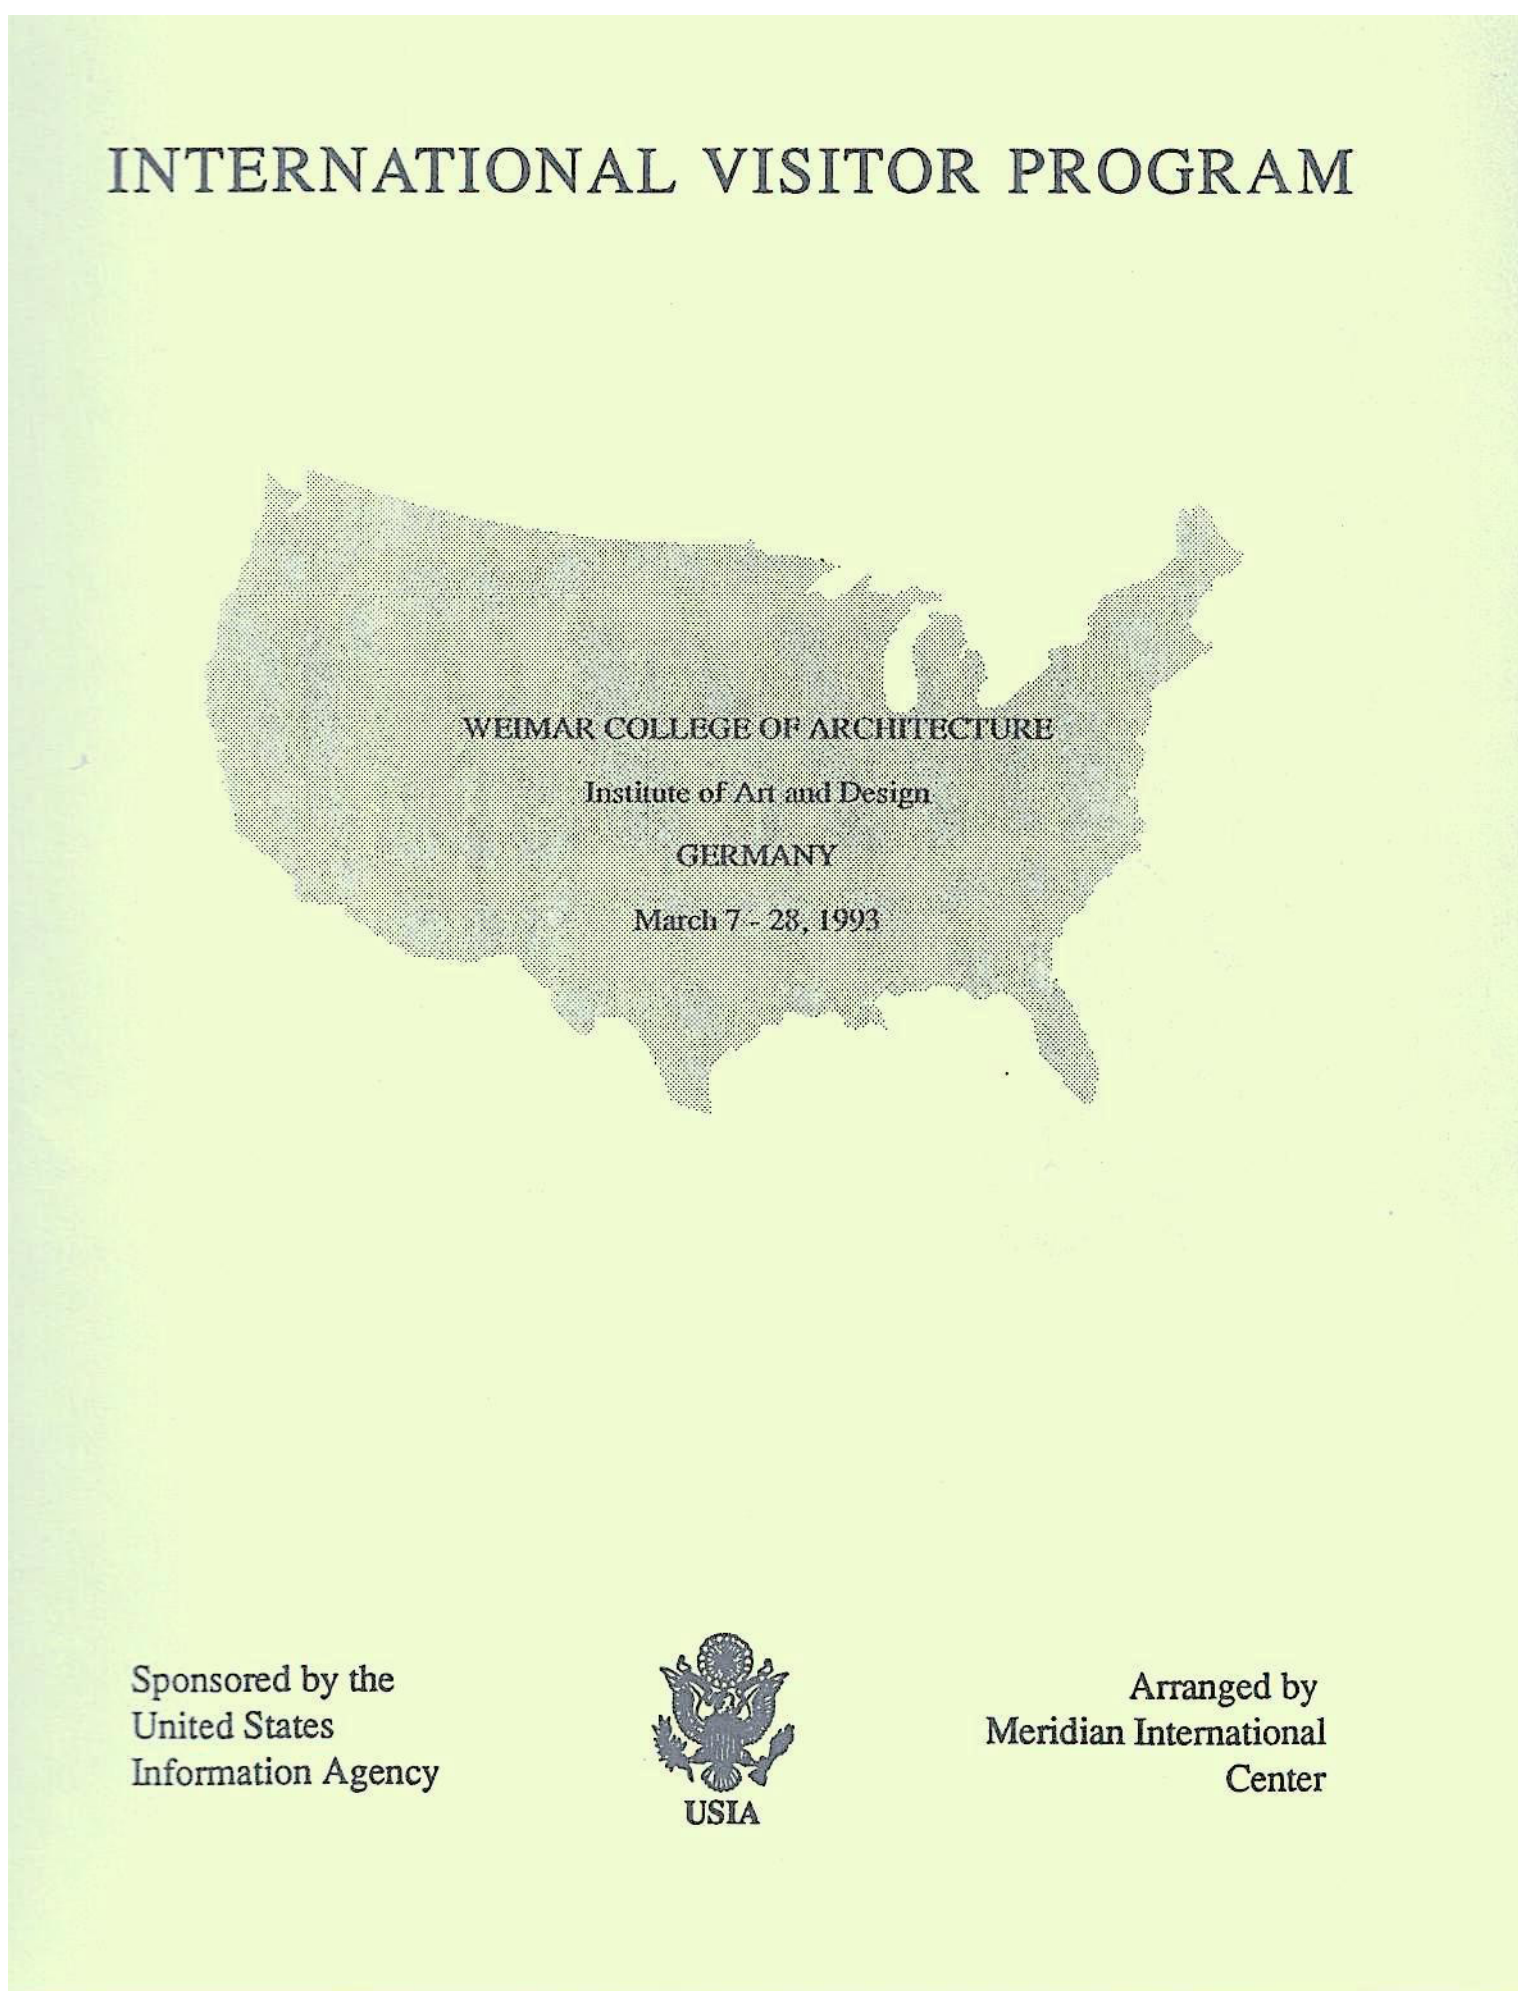 INTERNATIONAL VISITOR PROGRAM
WEIMAR COLLEGE OF ARCHITECTURE
Institute of Art and Design
GERMANY
March 7 - 28, 1993
Sponsored by the
United States
Information Agency
USIA
Arranged by
Meridian International
Center